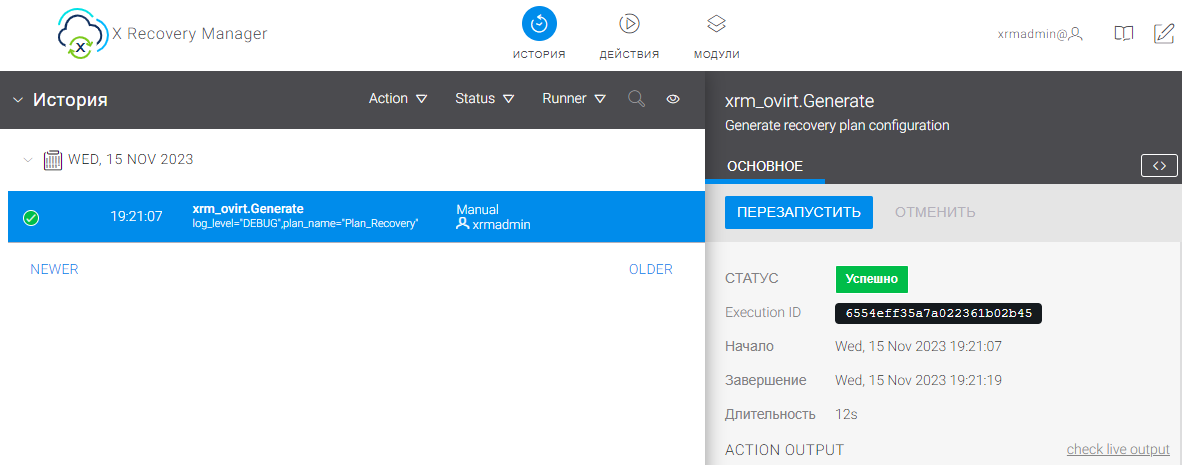 X Recovery Manager
ИСТОРИЯ
ДЕЙСТВИЯ
МОДУЛИ
xrmadmin@
История
Action
Status
Runner
WED, 15 NOV 2023
19:21:07
xrm_ovirt.Generate
log_level="DEBUG",plan_name="Plan_Recovery"
Manual
xrmadmin
NEWER
OLDER
xrm_ovirt.Generate
Generate recovery plan configuration
ОСНОВНОЕ
<>
ПЕРЕЗАПУСТИТЬ
ОТМЕНИТЬ
СТАТУС
Успешно
Execution ID
6554eff35a7a022361b02b45
Начало
Wed, 15 Nov 2023 19:21:07
Завершение
Wed, 15 Nov 2023 19:21:19
Длительность
12s
ACTION OUTPUT
check live output